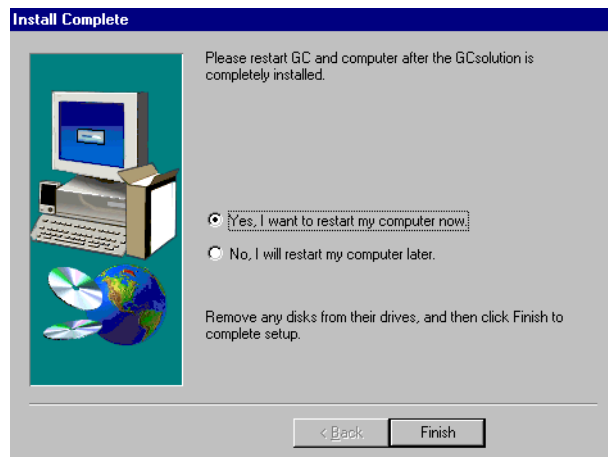 Install Complete
Please restart GC and computer after the GCsolution is
completely installed.
Yes, I want to restart my computer now.
No, I will restart my computer later.
Remove any disks from their drives, and then click Finish to
complete setup.
< Back
Finish